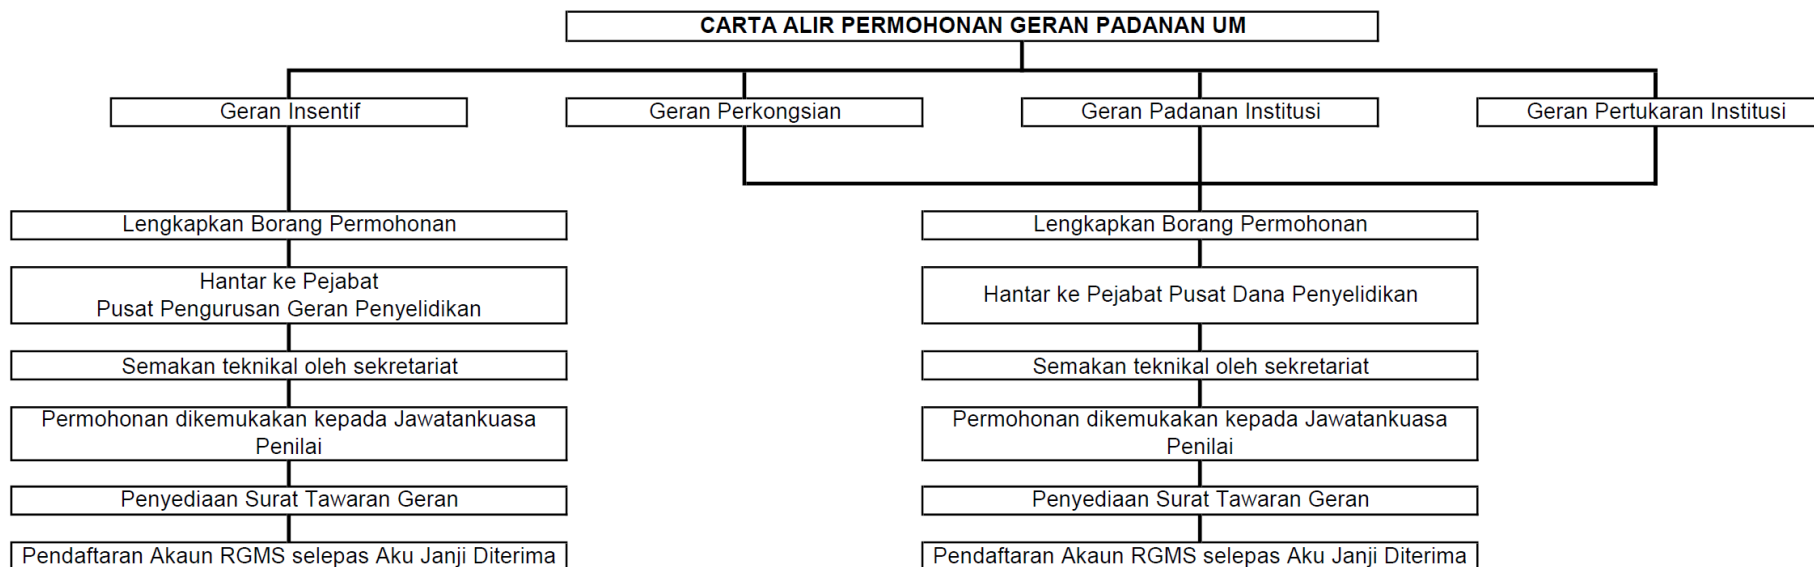 CARTA ALIR PERMOHONAN GERAN PADANAN UM
Geran Insentif
Geran Perkongsian
Geran Padanan Institusi
Geran Pertukaran Institusi
Lengkapkan Borang Permohonan
Hantar ke Pejabat
Pusat Pengurusan Geran Penyelidikan
Semakan teknikal oleh sekretariat
Permohonan dikemukakan kepada Jawatankuasa
Penilai
Penyediaan Surat Tawaran Geran
Pendaftaran Akaun RGMS selepas Aku Janji Diterima
Lengkapkan Borang Permohonan
Hantar ke Pejabat Pusat Dana Penyelidikan
Semakan teknikal oleh sekretariat
Permohonan dikemukakan kepada Jawatankuasa
Penilai
Penyediaan Surat Tawaran Geran
Pendaftaran Akaun RGMS selepas Aku Janji Diterima